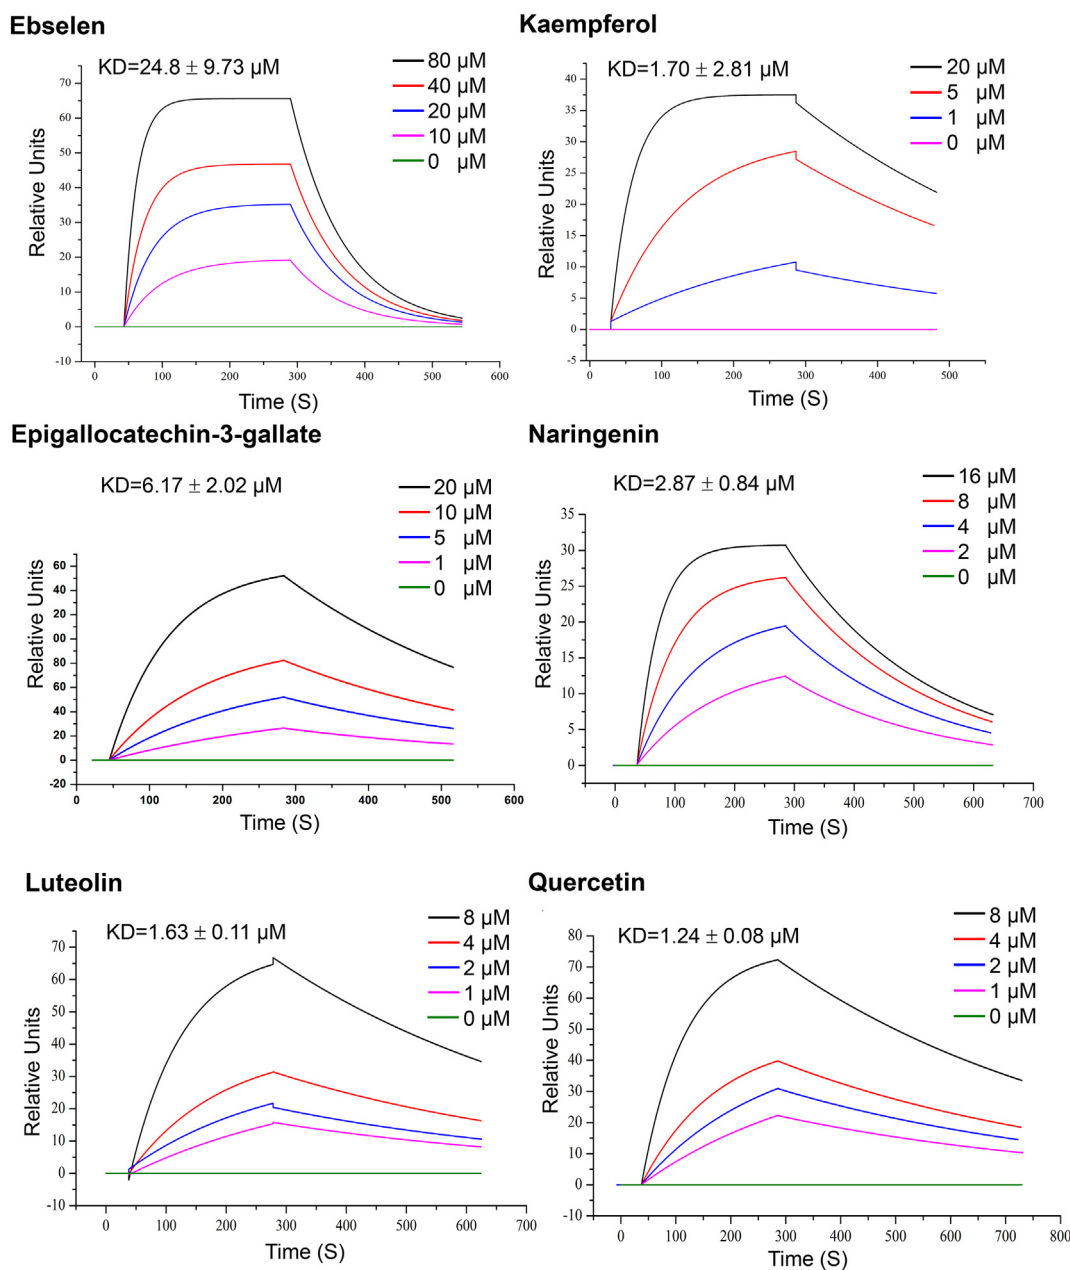 Ebselen
KD=24.8 ± 9.73 µM
80 µM
40 µM
20 µM
10 µM
0 µM
70
60
50
40
30
20
10
0
-10
0
100
200
300
400
500
600
Relative Units
Time (S)
Kaempferol
KD=1.70 ± 2.81 µM
20 µM
5 µM
1 µM
0 µM
40
35
30
25
20
15
10
5
0
-5
0
100
200
300
400
500
Relative Units
Time (S)
Epigallocatechin-3-gallate
KD=6.17 ± 2.02 µM
20 µM
10 µM
5 µM
1 µM
0 µM
60
40
20
00
80
60
40
20
0
-20
0
100
200
300
400
500
600
Relative Units
Time (S)
Naringenin
KD=2.87 ± 0.84 µM
16 µM
8 µM
4 µM
2 µM
0 µM
35
30
25
20
15
10
5
0
0
100
200
300
400
500
600
700
Relative Units
Time (S)
Luteolin
KD=1.63 ± 0.11 µM
8 µM
4 µM
2 µM
1 µM
0 µM
70
60
50
40
30
20
10
0
-10
0
100
200
300
400
500
600
700
Relative Units
Time (S)
Quercetin
KD=1.24 ± 0.08 µM
8 µM
4 µM
2 µM
1 µM
0 µM
80
70
60
50
40
30
20
10
0
-10
0
100
200
300
400
500
600
700
800
Relative Units
Time (S)